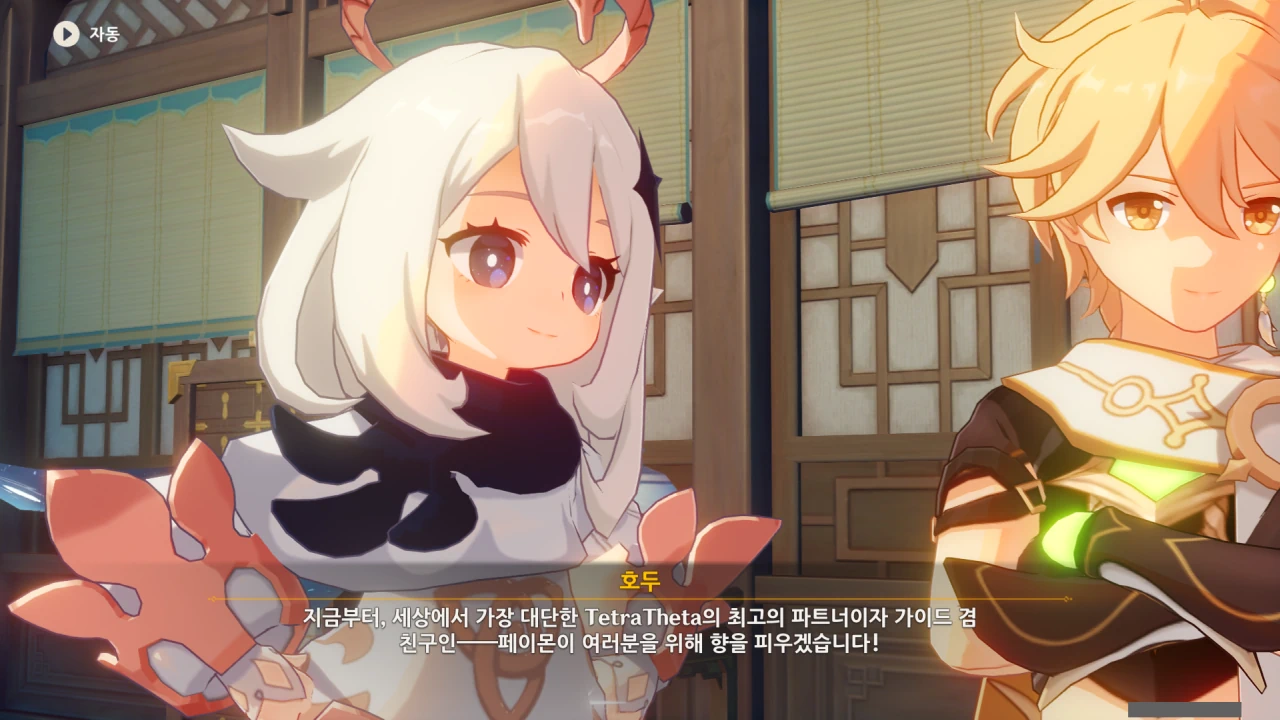 자동
호두
지금부터, 세상에서 가장 대단한 TetraTheta의 최고의 파트너이자 가이드 겸
친구인——페이몬이 여러분을 위해 향을 피우겠습니다!